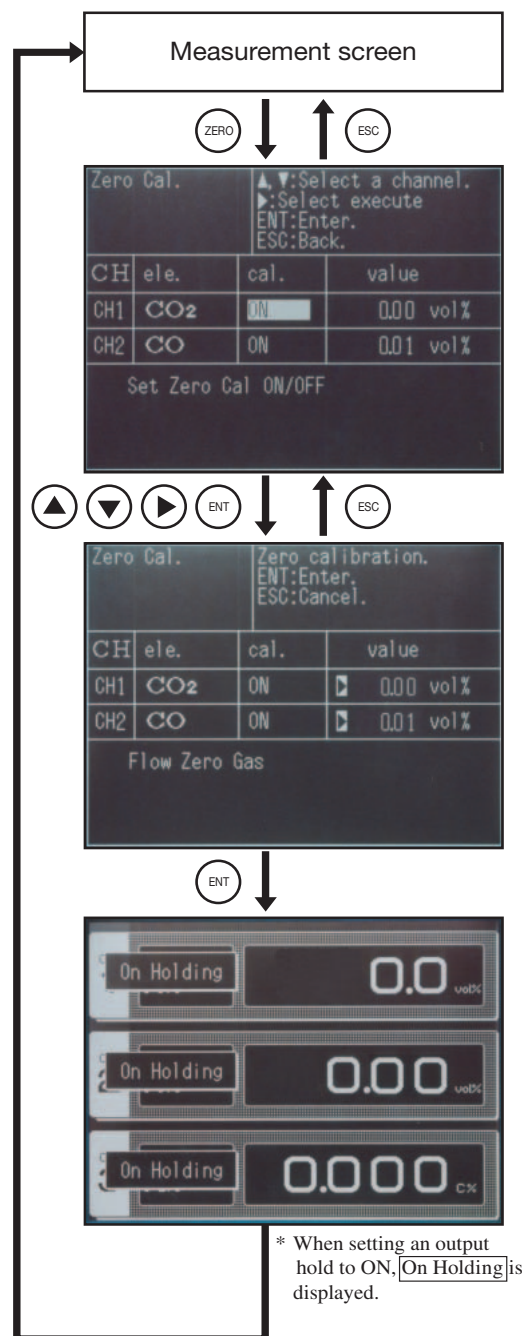 Measurement screen
ZERO ESC
Zero Cal. ▲,▼:Select a channel.
▶:Select execute
ENT:Enter.
ESC:Back.
CH ele. cal. value
CH1 CO2 ON 0.00 vol%
CH2 CO ON 0.01 vol%
Set Zero Cal ON/OFF
▲ ▼ ▶ ENT ESC
Zero Cal. Zero calibration.
ENT:Enter.
ESC:Cancel.
CH ele. cal. value
CH1 CO2 ON ▶ 0.00 vol%
CH2 CO ON ▶ 0.01 vol%
Flow Zero Gas
ENT
On Holding 0.0 vol%
On Holding 0.00 vol%
On Holding 0.000 C%
* When setting an output
hold to ON, On Holding is
displayed.